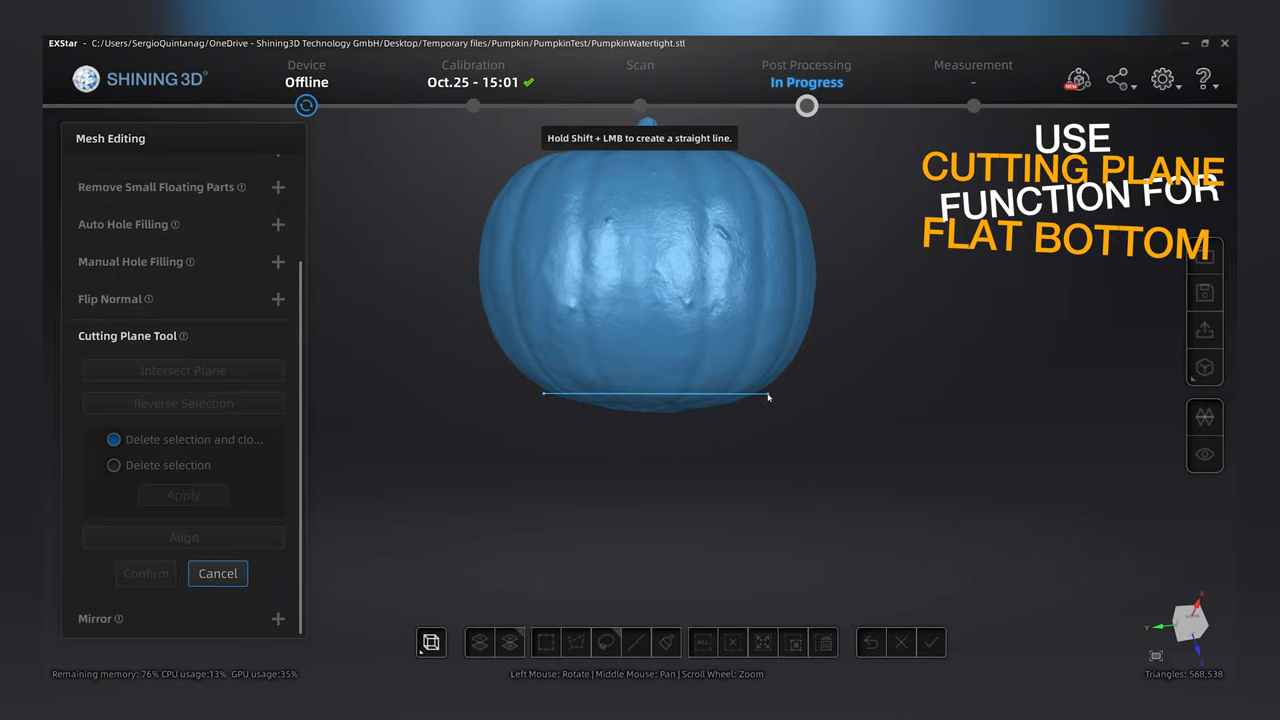 EXStar - C:/Users/SergioQuintanag/OneDrive - Shining3D Technology GmbH/Desktop/Temporary files/Pumpkin/PumpkinTest/PumpkinWatertight.stl
SHINING 3D®
Device
Offline
Calibration
Oct.25 - 15:01
Scan
Post Processing
In Progress
Measurement
-
NEW
Mesh Editing
Hold Shift + LMB to create a straight line.
USE
CUTTING PLANE
FUNCTION FOR
FLAT BOTTOM
Remove Small Floating Parts
Auto Hole Filling
Manual Hole Filling
Flip Normal
Cutting Plane Tool
Intersect Plane
Reverse Selection
Delete selection and clo...
Delete selection
Apply
Align
Confirm
Cancel
Mirror
X
Y
Z
ALL
Remaining memory: 76% CPU usage:13% GPU usage:35%
Left Mouse: Rotate | Middle Mouse: Pan | Scroll Wheel: Zoom
Triangles: 568,538